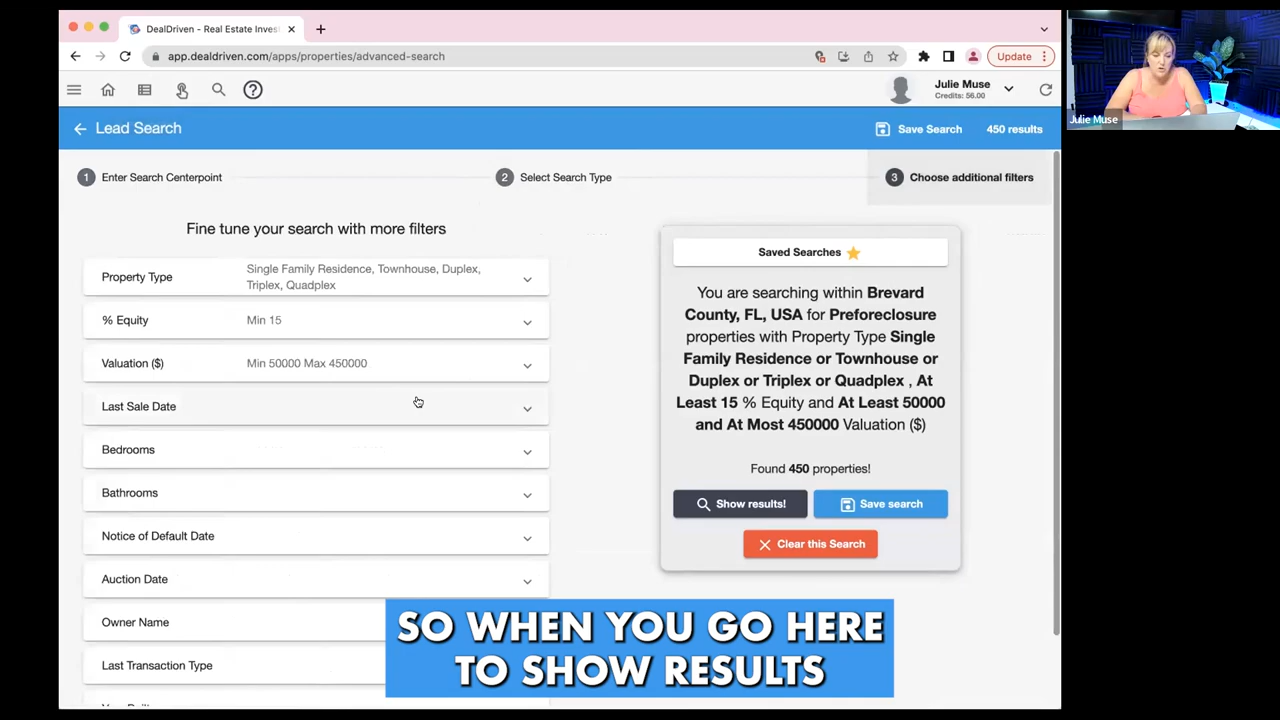 DealDriven - Real Estate Inves
app.dealdriven.com/apps/properties/advanced-search
Update
Julie Muse
Credits: 56.00
Julie Muse
Lead Search
Save Search
450 results
1 Enter Search Centerpoint
2 Select Search Type
3 Choose additional filters
Fine tune your search with more filters
Property Type
Single Family Residence, Townhouse, Duplex,
Triplex, Quadplex
% Equity
Min 15
Valuation ($)
Min 50000 Max 450000
Last Sale Date
Bedrooms
Bathrooms
Notice of Default Date
Auction Date
Owner Name
Last Transaction Type
Saved Searches
You are searching within Brevard
County, FL, USA for Preforeclosure
properties with Property Type Single
Family Residence or Townhouse or
Duplex or Triplex or Quadplex , At
Least 15 % Equity and At Least 50000
and At Most 450000 Valuation ($)
Found 450 properties!
Show results!
Save search
Clear this Search
SO WHEN YOU GO HERE
TO SHOW RESULTS